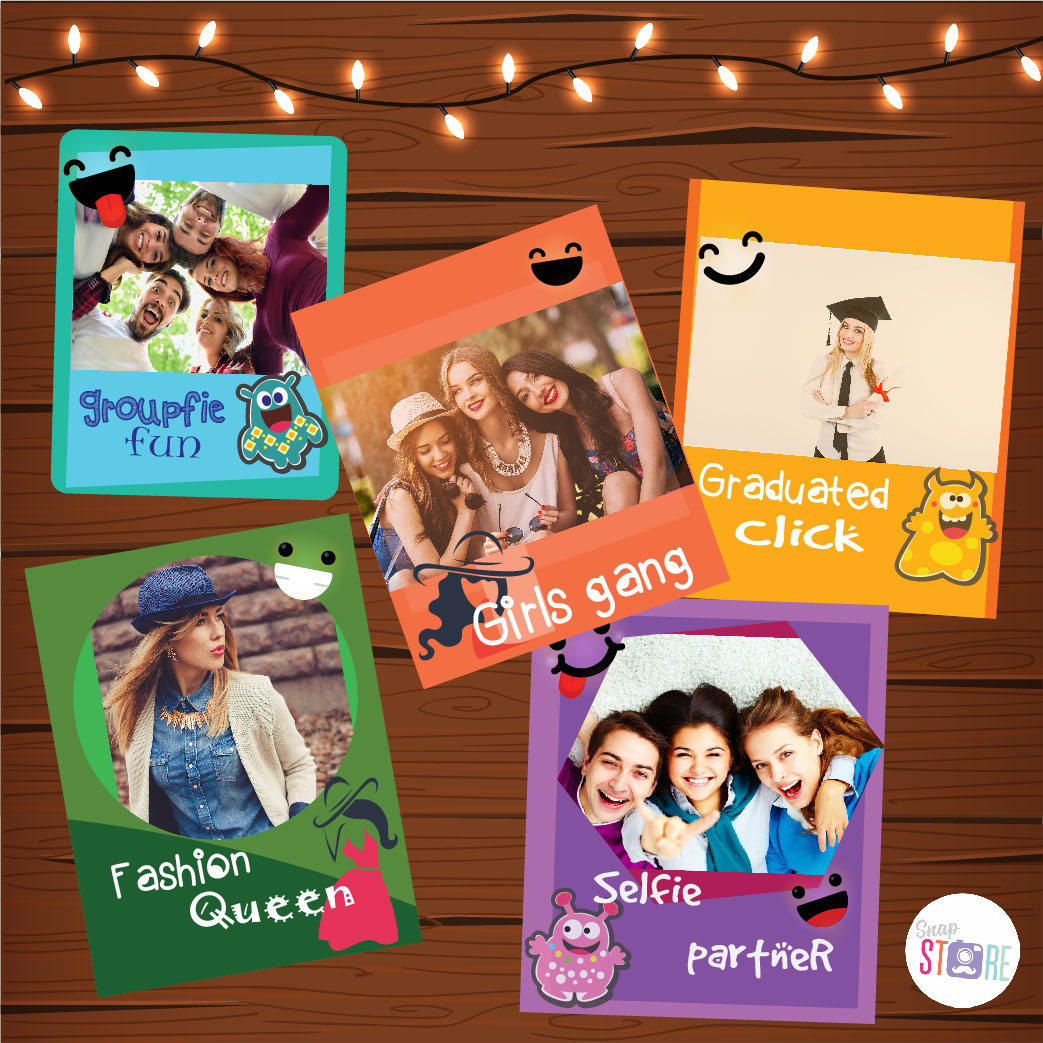 groupfie
fun
Girls gang
Graduated
click
Fashion
Queen
Selfie
partneR
Snap
STORE